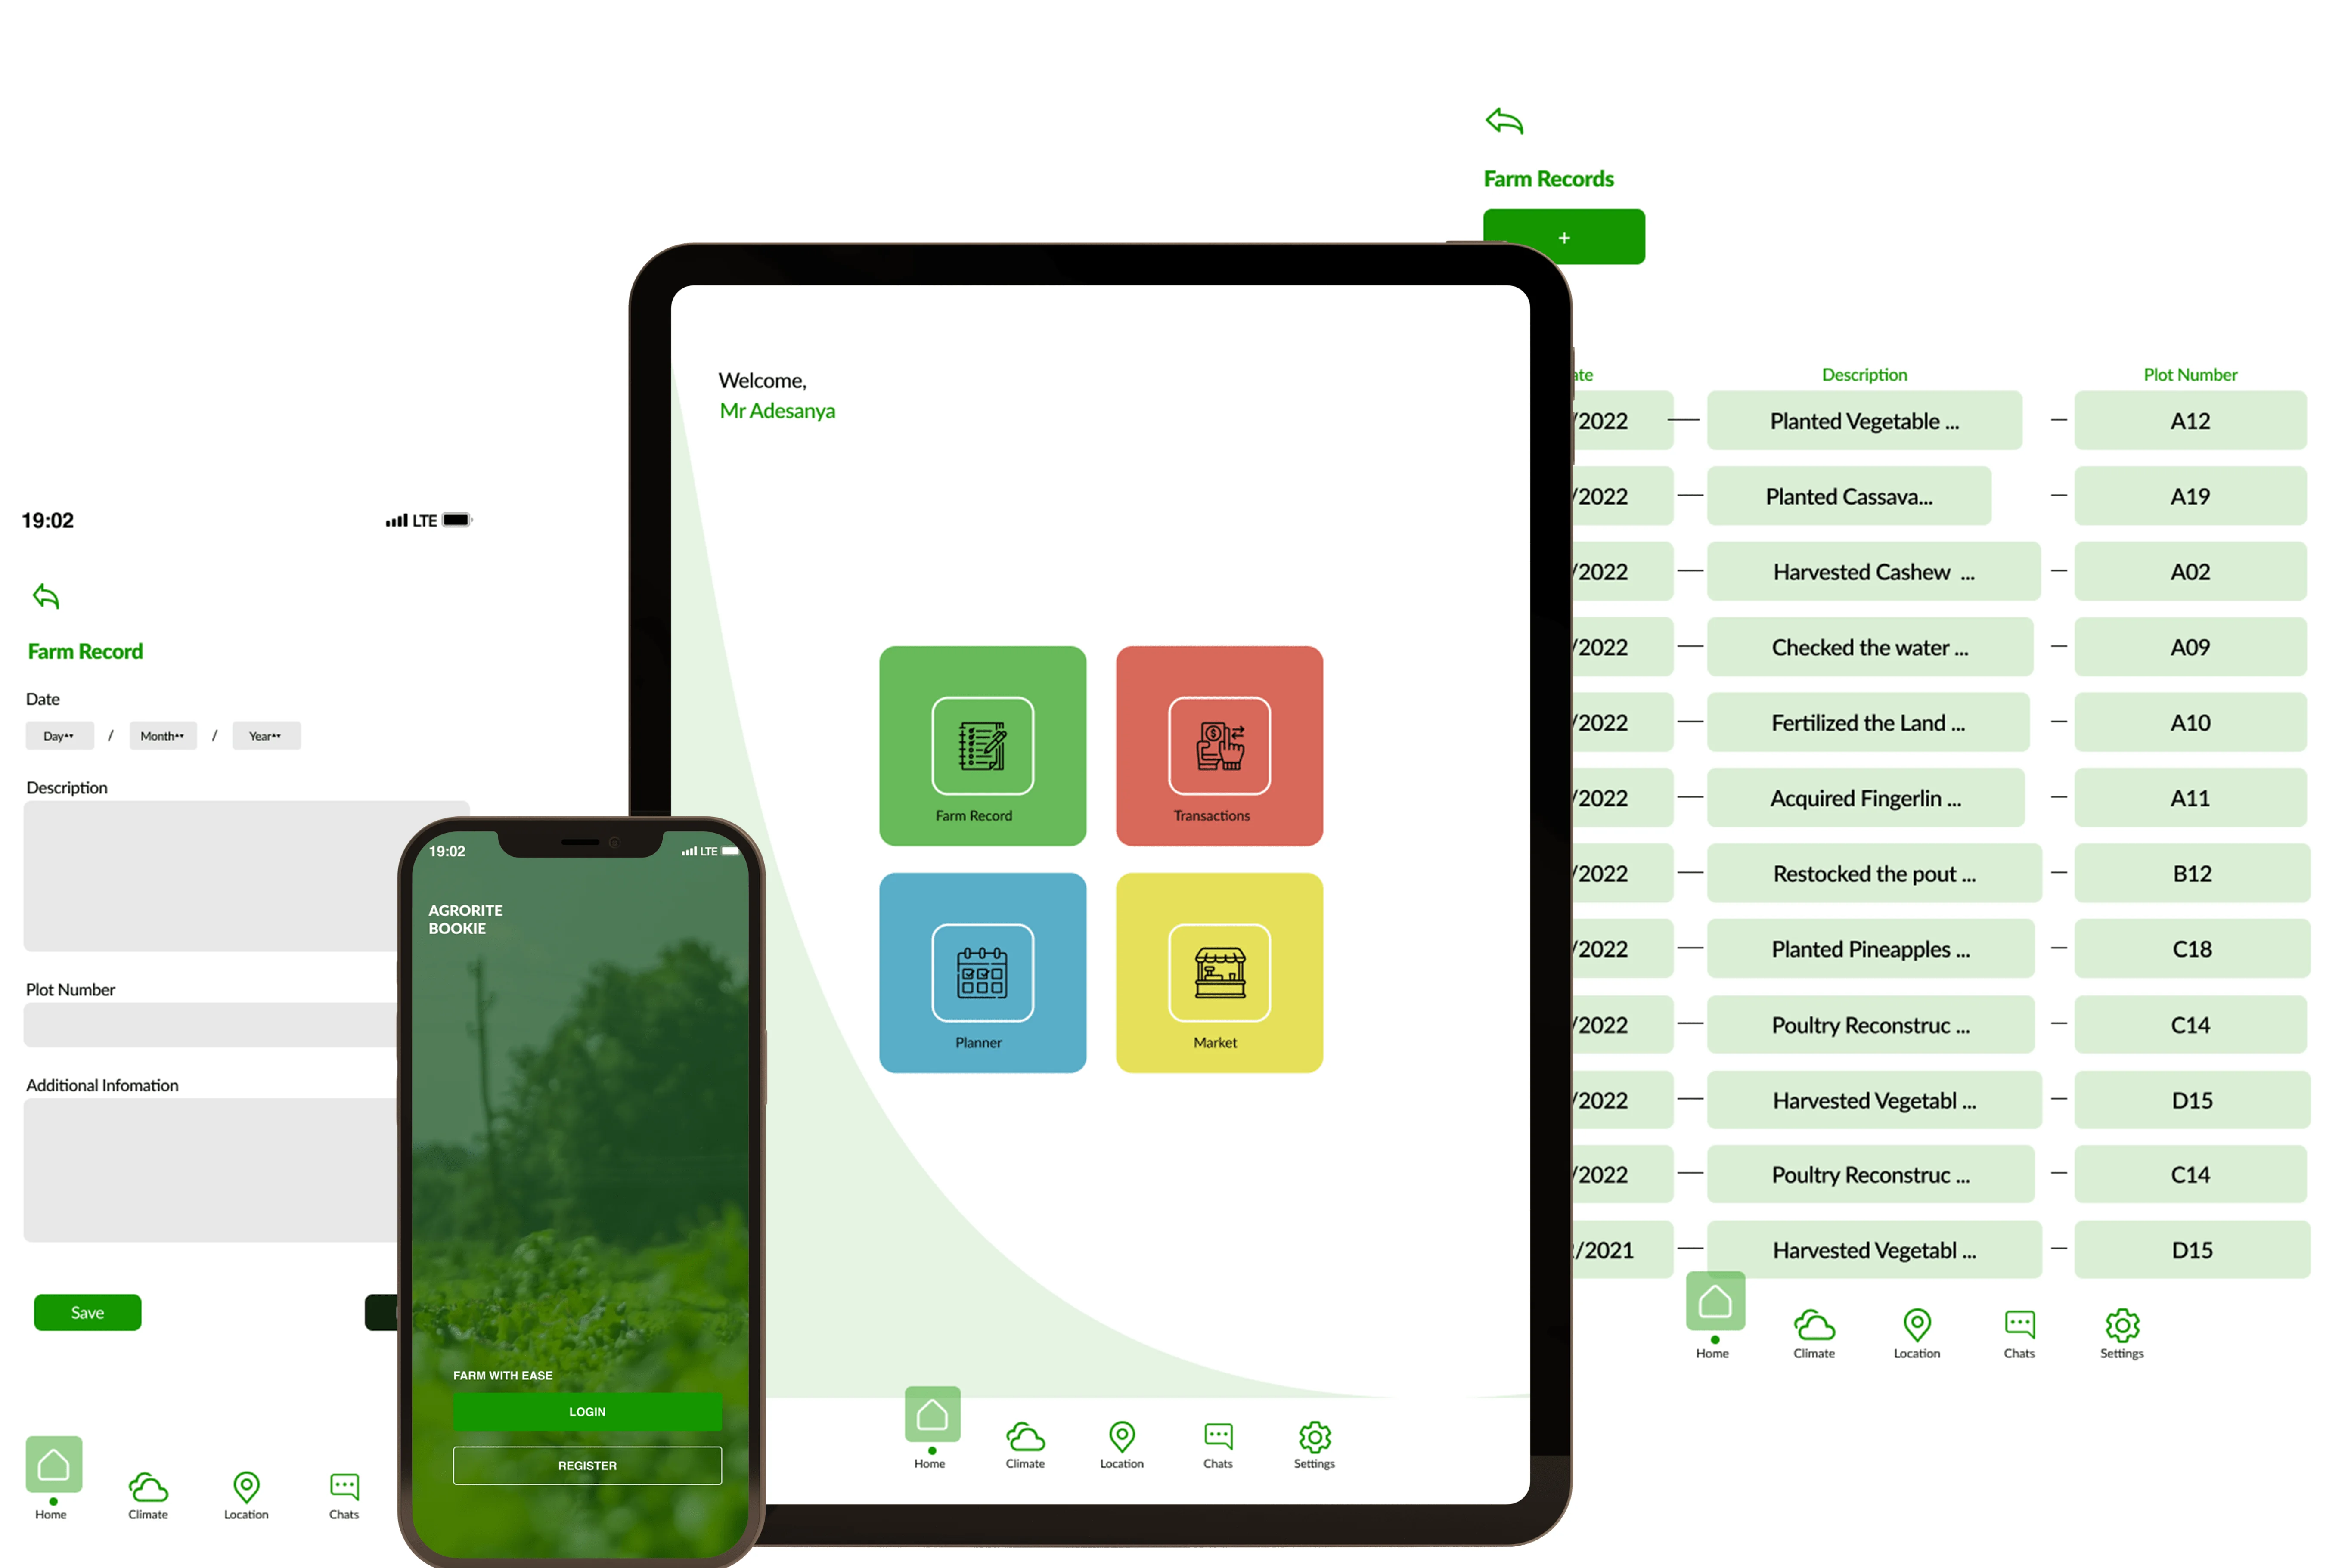 19:02
LTE
Farm Record
Date
Day / Month / Year
Description
Plot Number
Additional Infomation
Save
Home Climate Location Chats
19:02 LTE
AGRORITE
BOOKIE
FARM WITH EASE
LOGIN
REGISTER
Welcome,
Mr Adesanya
Farm Record
Transactions
Planner
Market
Home Climate Location Chats Settings
Farm Records
+
Description Plot Number
/2022 — Planted Vegetable ... — A12
/2022 — Planted Cassava... — A19
/2022 — Harvested Cashew ... — A02
/2022 — Checked the water ... — A09
/2022 — Fertilized the Land ... — A10
/2022 — Acquired Fingerlin ... — A11
/2022 — Restocked the pout ... — B12
/2022 — Planted Pineapples ... — C18
/2022 — Poultry Reconstruc ... — C14
/2022 — Harvested Vegetabl ... — D15
/2022 — Poultry Reconstruc ... — C14
/2021 — Harvested Vegetabl ... — D15
Home Climate Location Chats Settings